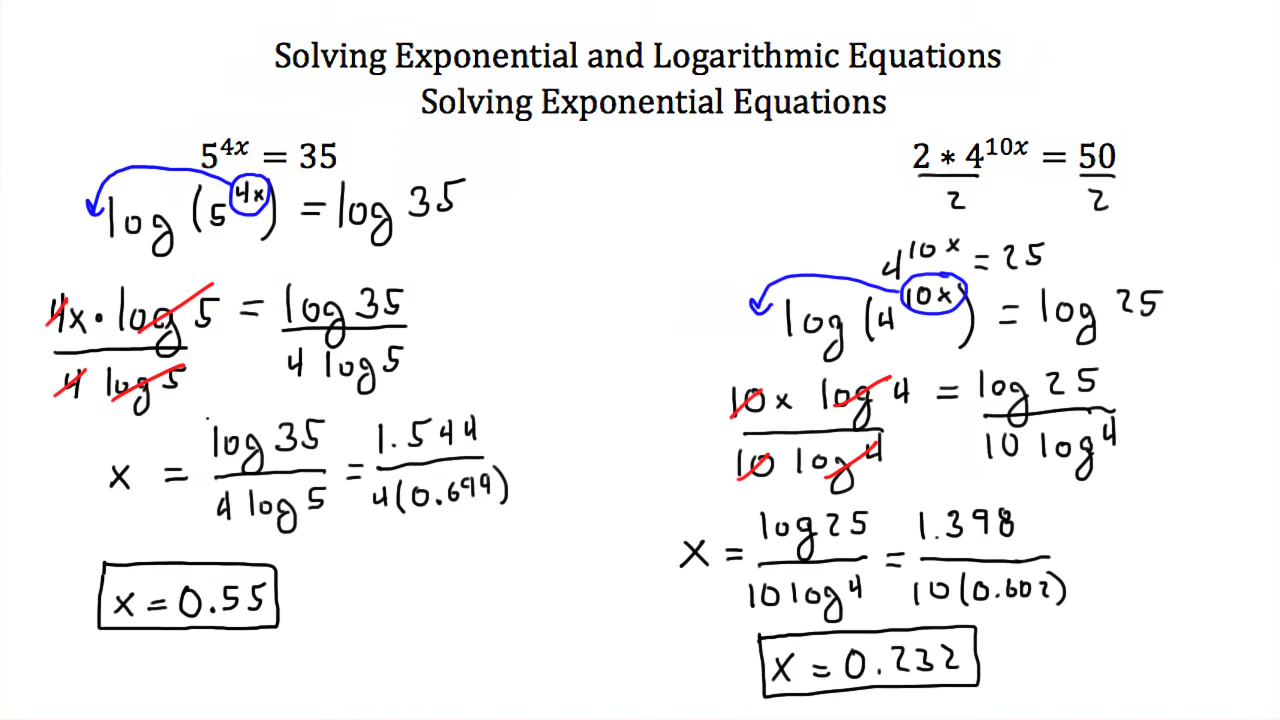 Solving Exponential and Logarithmic Equations
Solving Exponential Equations
5^{4x} = 35
log (5^{4x}) = log 35
4x · log 5 / 4 log 5 = log 35 / 4 log 5
x = log 35 / 4 log 5 = 1.544 / 4(0.699)
x = 0.55
2 * 4^{10x} / 2 = 50 / 2
4^{10x} = 25
log (4^{10x}) = log 25
10x log 4 / 10 log 4 = log 25 / 10 log 4
x = log 25 / 10 log 4 = 1.398 / 10(0.602)
x = 0.232